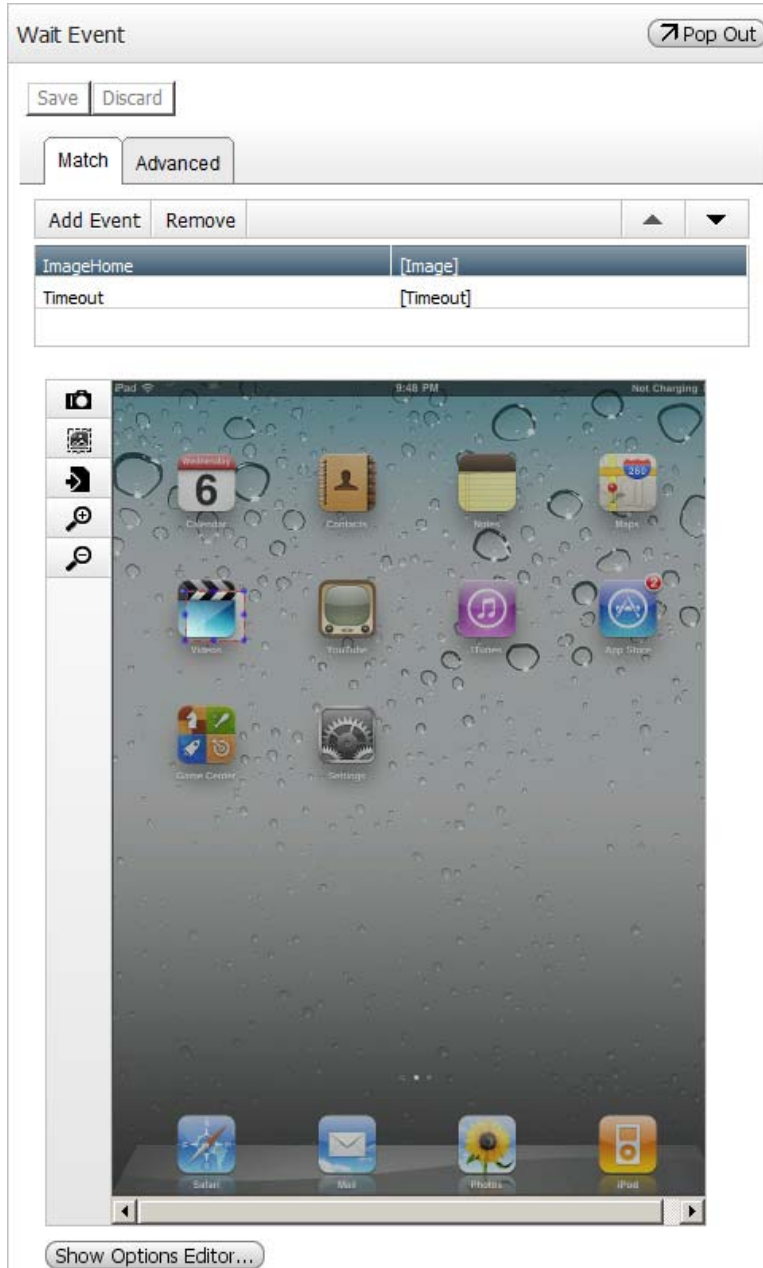 Wait Event
Pop Out
Save Discard
Match Advanced
Add Event Remove
ImageHome [Image]
Timeout [Timeout]
iPad 9:48 PM Not Charging
Wednesday 280 2
6
Calendar Contacts Notes Maps
Videos YouTube iTunes App Store
Game Center Settings
Safari Mail Photos iPod
Show Options Editor...